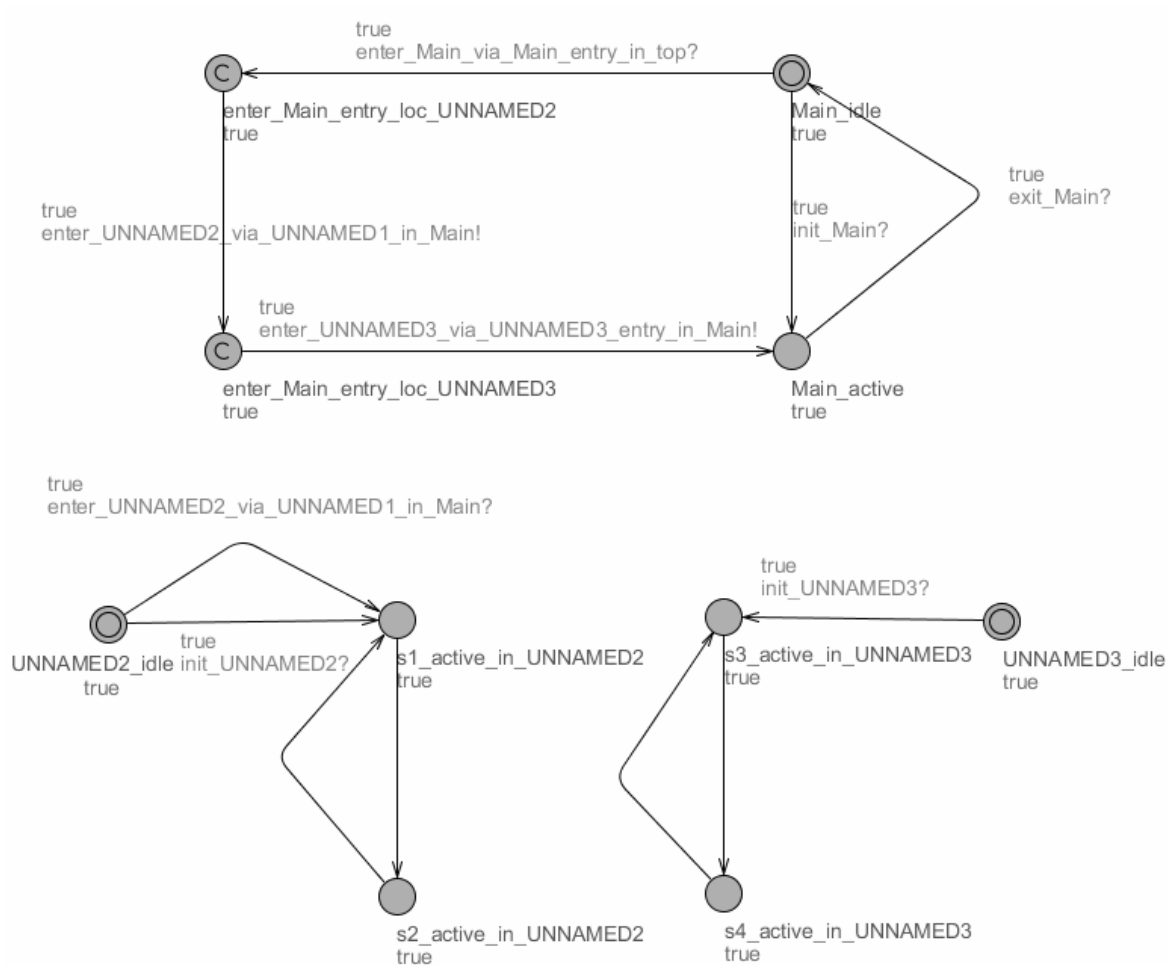 true
enter_Main_via_Main_entry_in_top?
C
enter_Main_entry_loc_UNNAMED2
true
Main_idle
true
true
exit_Main?
true
enter_UNNAMED2_via_UNNAMED1_in_Main!
true
init_Main?
true
enter_UNNAMED3_via_UNNAMED3_entry_in_Main!
C
enter_Main_entry_loc_UNNAMED3
true
Main_active
true
true
enter_UNNAMED2_via_UNNAMED1_in_Main?
true
init_UNNAMED3?
UNNAMED2_idle
true
true
init_UNNAMED2?
s1_active_in_UNNAMED2
true
s3_active_in_UNNAMED3
true
UNNAMED3_idle
true
s2_active_in_UNNAMED2
true
s4_active_in_UNNAMED3
true